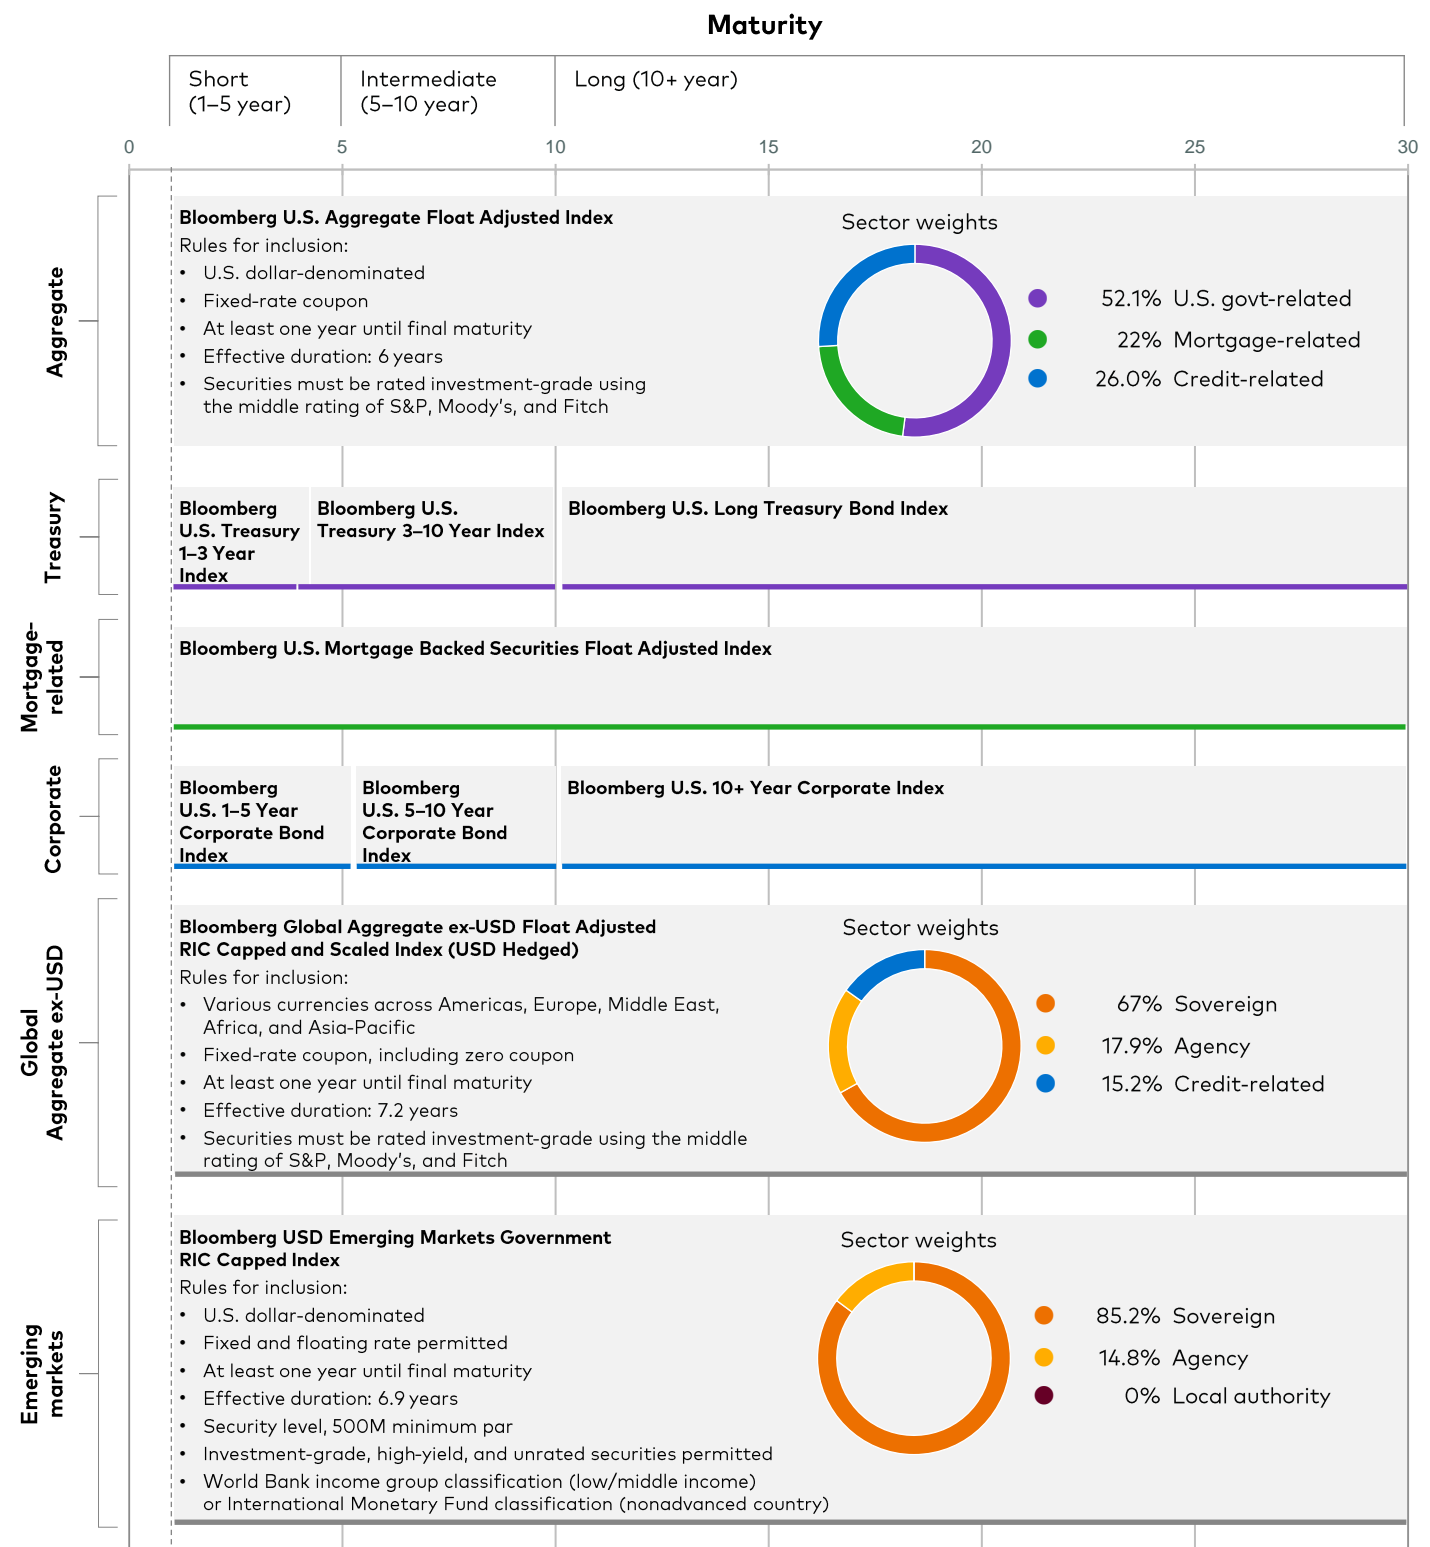 Maturity
Short
(1–5 year)
Intermediate
(5–10 year)
Long (10+ year)
0
5
10
15
20
25
30
Aggregate
Bloomberg U.S. Aggregate Float Adjusted Index
Rules for inclusion:
• U.S. dollar-denominated
• Fixed-rate coupon
• At least one year until final maturity
• Effective duration: 6 years
• Securities must be rated investment-grade using
the middle rating of S&P, Moody's, and Fitch
Sector weights
52.1% U.S. govt-related
22% Mortgage-related
26.0% Credit-related
Treasury
Bloomberg
U.S. Treasury
1–3 Year
Index
Bloomberg U.S.
Treasury 3–10 Year Index
Bloomberg U.S. Long Treasury Bond Index
Mortgage-
related
Bloomberg U.S. Mortgage Backed Securities Float Adjusted Index
Corporate
Bloomberg
U.S. 1–5 Year
Corporate Bond
Index
Bloomberg
U.S. 5–10 Year
Corporate Bond
Index
Bloomberg U.S. 10+ Year Corporate Index
Global
Aggregate ex-USD
Bloomberg Global Aggregate ex-USD Float Adjusted
RIC Capped and Scaled Index (USD Hedged)
Rules for inclusion:
• Various currencies across Americas, Europe, Middle East,
Africa, and Asia-Pacific
• Fixed-rate coupon, including zero coupon
• At least one year until final maturity
• Effective duration: 7.2 years
• Securities must be rated investment-grade using the middle
rating of S&P, Moody's, and Fitch
Sector weights
67% Sovereign
17.9% Agency
15.2% Credit-related
Emerging
markets
Bloomberg USD Emerging Markets Government
RIC Capped Index
Rules for inclusion:
• U.S. dollar-denominated
• Fixed and floating rate permitted
• At least one year until final maturity
• Effective duration: 6.9 years
• Security level, 500M minimum par
• Investment-grade, high-yield, and unrated securities permitted
• World Bank income group classification (low/middle income)
or International Monetary Fund classification (nonadvanced country)
Sector weights
85.2% Sovereign
14.8% Agency
0% Local authority